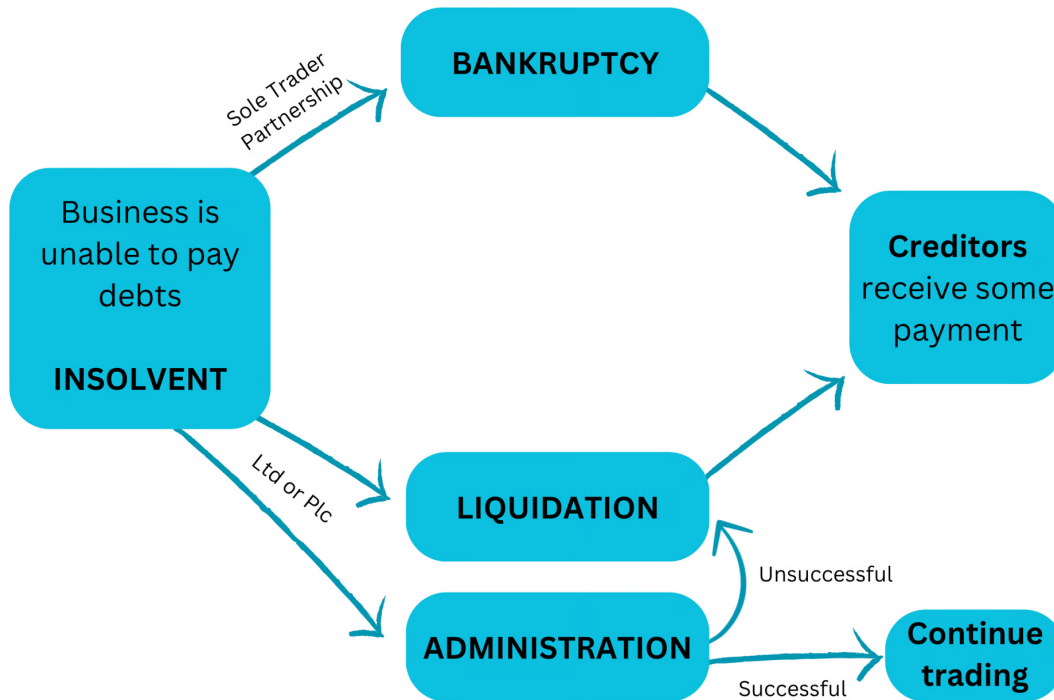 BANKRUPTCY
Sole Trader
Partnership
Business is
unable to pay
debts
INSOLVENT
Creditors
receive some
payment
Ltd or Plc
LIQUIDATION
Unsuccessful
ADMINISTRATION
Successful
Continue
trading